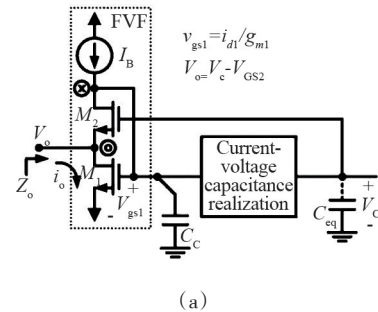 FVF
I_B
v_gs1=i_d1/g_m1
V_o=V_c-V_GS2
M_2
V_o
Z_o
i_o
M_1
+
-
V_gs1
C_C
Current-
voltage
capacitance
realization
C_eq
+
V_C
-
(a)